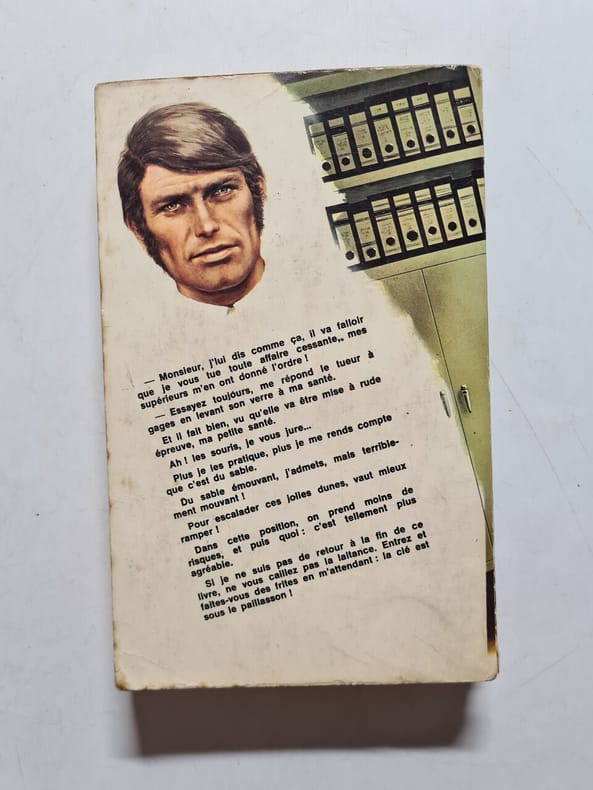 — Monsieur, j'lui dis comme ça, il va falloir
que je vous tue toute affaire cessante,. mes
supérieurs m'en ont donné l'ordre !
— Essayez toujours, me répond le tueur à
gages en levant son verre à ma santé.
Et il fait bien, vu qu'elle va être mise à rude
épreuve, ma petite santé.
Ah ! les souris, je vous jure...
Plus je les pratique, plus je me rends compte
que c'est du sable.
Du sable émouvant, j'admets, mais terrible-
ment mouvant !
Pour escalader ces jolies dunes, vaut mieux
ramper !
Dans cette position, on prend moins de
risques, et puis quoi : c'est tellement plus
agréable.
Si je ne suis pas de retour à la fin de ce
livre, ne vous caillez pas la laitance. Entrez et
faites-vous des frites en m'attendant : la clé est
sous le paillasson !